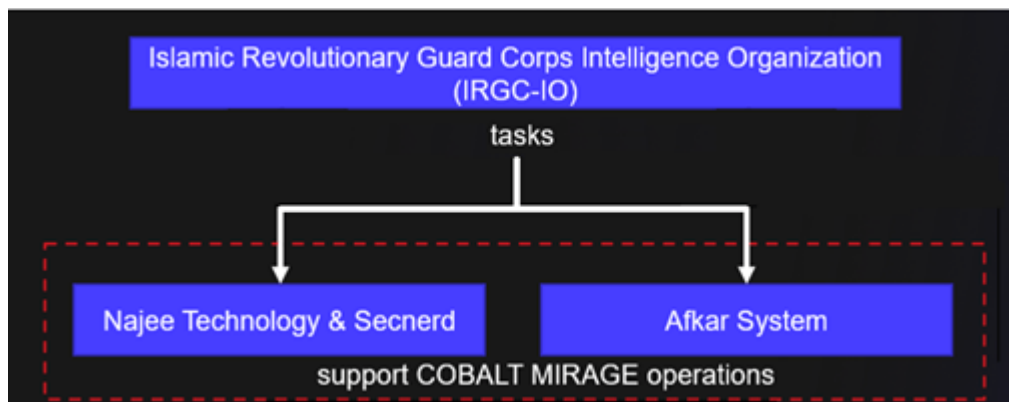 Islamic Revolutionary Guard Corps Intelligence Organization
(IRGC-IO)
tasks
Najee Technology & Secnerd
Afkar System
support COBALT MIRAGE operations